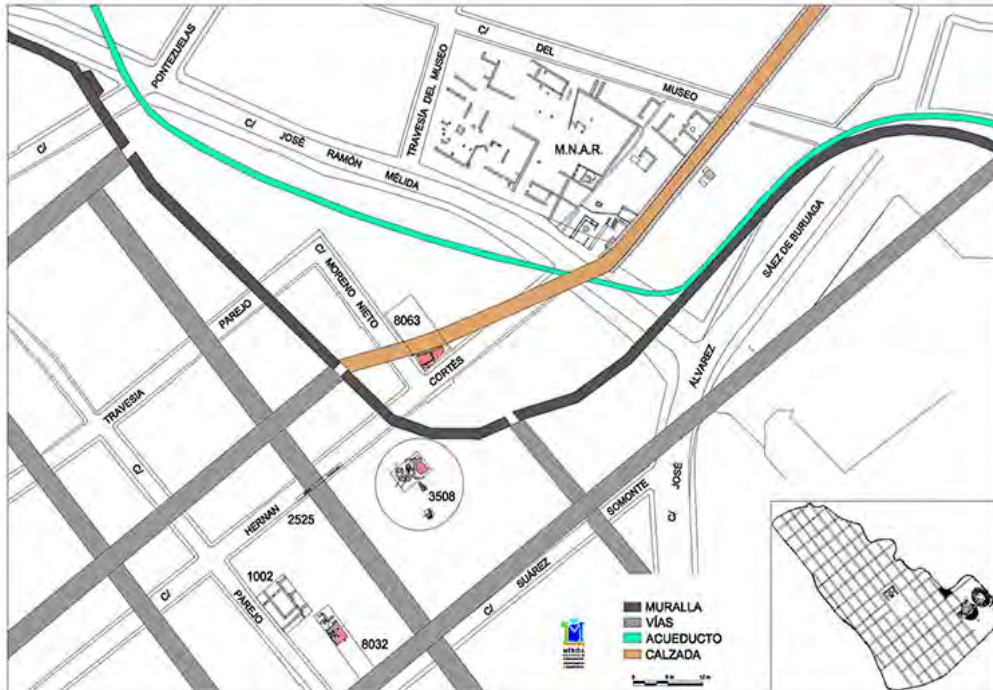 C/ DEL MUSEO
C/ PONTEZUELAS
TRAVESÍA DEL MUSEO
C/ JOSÉ RAMÓN MÉLIDA
M.N.A.R.
SÁEZ DE BURUAGA
C/ MORENO NIETO
8063
TRAVESIA PAREJO
C/ HERNAN CORTÉS
C/ JOSÉ ALVAREZ
3508
2525
C/ SUÁREZ SOMONTE
1002
C/ PAREJO
8032
MÉRIDA
MURALLA
VÍAS
ACUEDUCTO
CALZADA